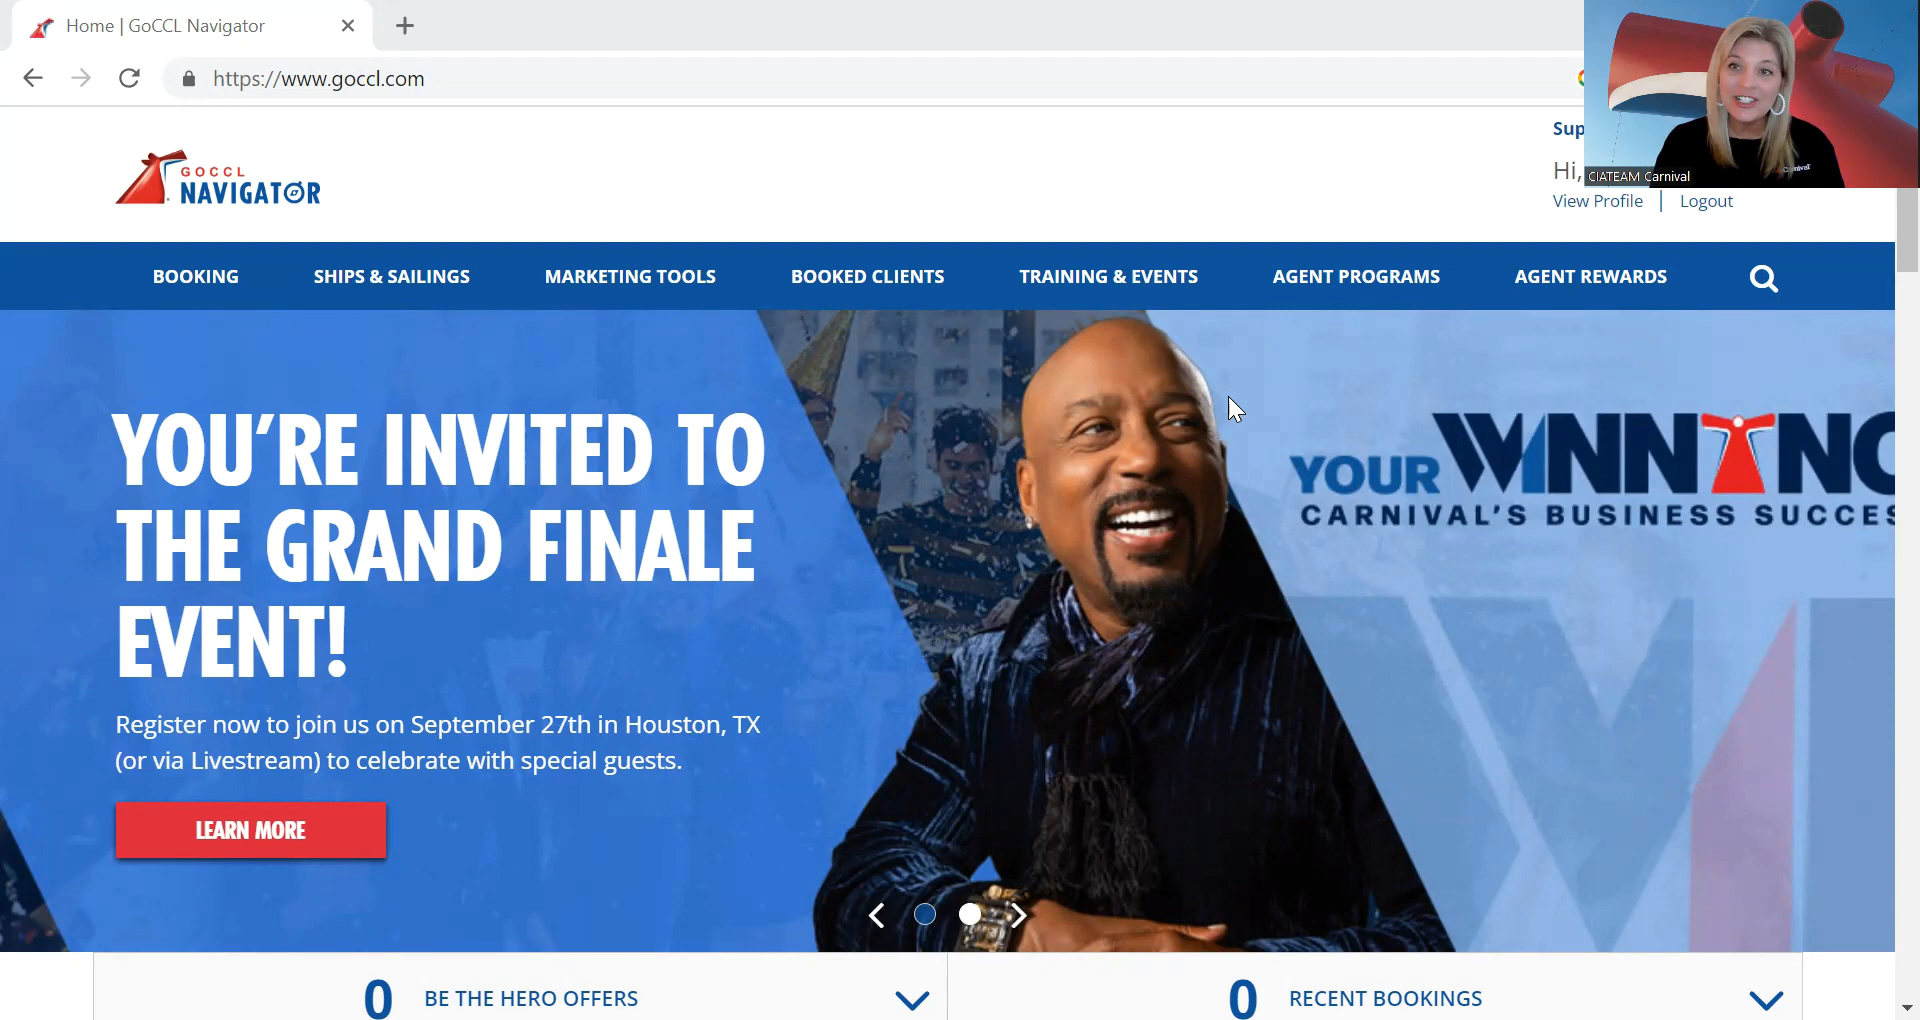 Home | GoCCL Navigator
https://www.goccl.com
CIATEAM Carnival
Carnival
Hi,
View Profile | Logout
GOCCL
NAVIGATOR
BOOKING SHIPS & SAILINGS MARKETING TOOLS BOOKED CLIENTS TRAINING & EVENTS AGENT PROGRAMS AGENT REWARDS
YOU'RE INVITED TO
THE GRAND FINALE
EVENT!
Register now to join us on September 27th in Houston, TX
(or via Livestream) to celebrate with special guests.
LEARN MORE
YOUR WINNING
CARNIVAL'S BUSINESS SUCCES
0 BE THE HERO OFFERS
0 RECENT BOOKINGS